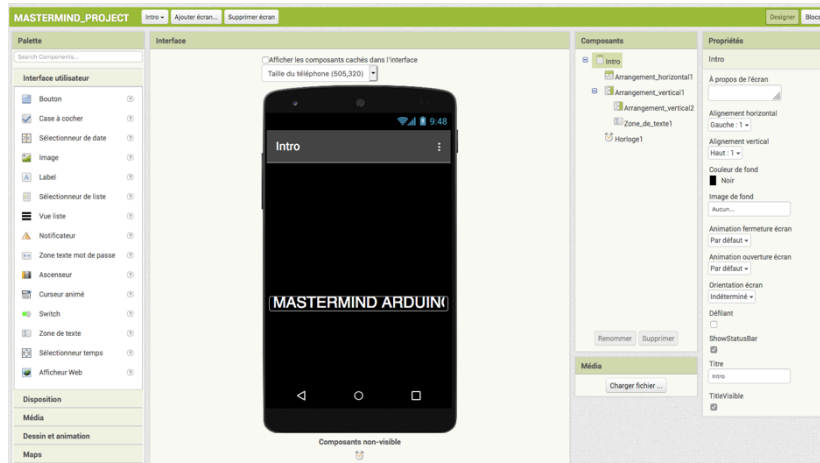 MASTERMIND_PROJECT
Intro
Ajouter écran...
Supprimer écran
Designer
Blocs
Palette
Search Components...
Interface utilisateur
Bouton
Case à cocher
Sélectionneur de date
Image
Label
Sélectionneur de liste
Vue liste
Notificateur
Zone texte mot de passe
Ascenseur
Curseur animé
Switch
Zone de texte
Sélectionneur temps
Afficheur Web
Disposition
Média
Dessin et animation
Maps
Interface
Afficher les composants cachés dans l'interface
Taille du téléphone (505,320)
9:48
Intro
MASTERMIND ARDUIN
Composants non-visible
Composants
Intro
Arrangement_horizontal1
Arrangement_vertical1
Arrangement_vertical2
Zone_de_texte1
Horloge1
Renommer
Supprimer
Média
Charger fichier ...
Propriétés
Intro
À propos de l'écran
Alignement horizontal
Gauche : 1
Alignement vertical
Haut : 1
Couleur de fond
Noir
Image de fond
Aucun...
Animation fermeture écran
Par défaut
Animation ouverture écran
Par défaut
Orientation écran
Indéterminé
Défilant
ShowStatusBar
Titre
Intro
TitleVisible